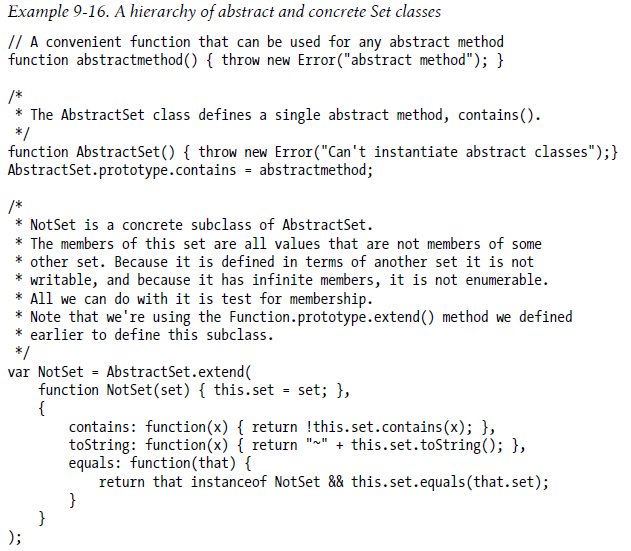 Example 9-16. A hierarchy of abstract and concrete Set classes
// A convenient function that can be used for any abstract method
function abstractmethod() { throw new Error("abstract method"); }
/*
 * The AbstractSet class defines a single abstract method, contains().
 */
function AbstractSet() { throw new Error("Can't instantiate abstract classes");}
AbstractSet.prototype.contains = abstractmethod;
/*
 * NotSet is a concrete subclass of AbstractSet.
 * The members of this set are all values that are not members of some
 * other set. Because it is defined in terms of another set it is not
 * writable, and because it has infinite members, it is not enumerable.
 * All we can do with it is test for membership.
 * Note that we're using the Function.prototype.extend() method we defined
 * earlier to define this subclass.
 */
var NotSet = AbstractSet.extend(
    function NotSet(set) { this.set = set; },
    {
        contains: function(x) { return !this.set.contains(x); },
        toString: function(x) { return "~" + this.set.toString(); },
        equals: function(that) {
            return that instanceof NotSet && this.set.equals(that.set);
        }
    }
);